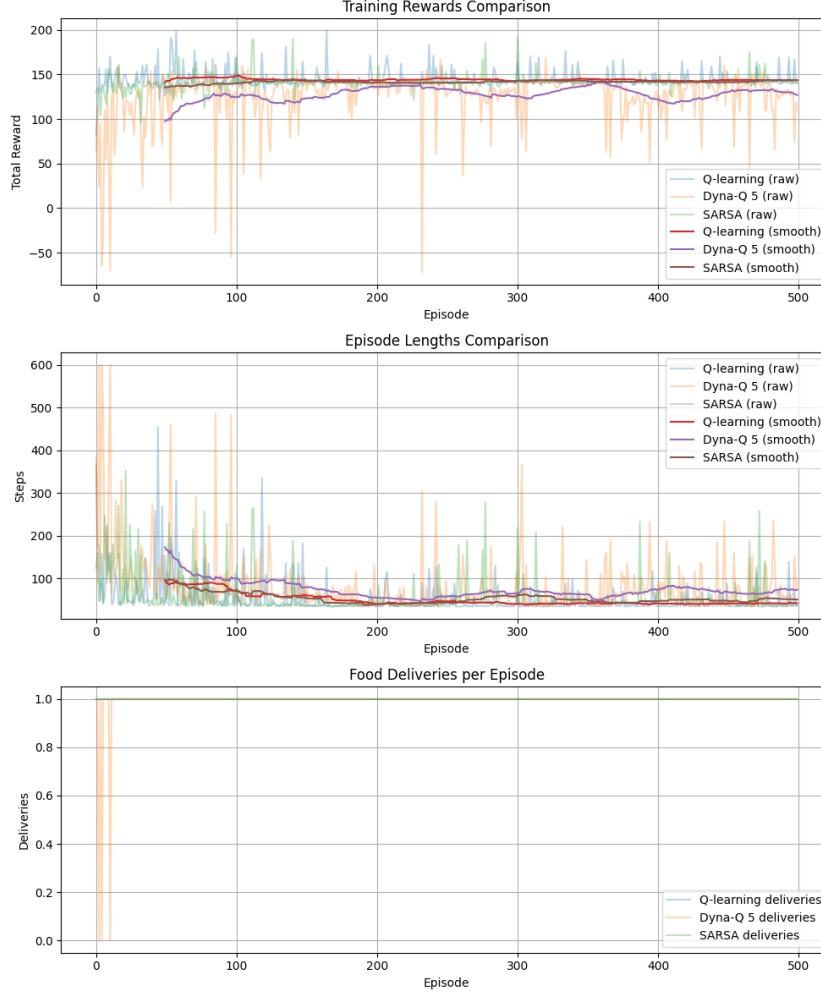 Training Rewards Comparison
200
150
100
50
0
−50
Total Reward
Q-learning (raw)
Dyna-Q 5 (raw)
SARSA (raw)
Q-learning (smooth)
Dyna-Q 5 (smooth)
SARSA (smooth)
0 100 200 300 400 500
Episode
Episode Lengths Comparison
600
500
400
300
200
100
Steps
Q-learning (raw)
Dyna-Q 5 (raw)
SARSA (raw)
Q-learning (smooth)
Dyna-Q 5 (smooth)
SARSA (smooth)
0 100 200 300 400 500
Episode
Food Deliveries per Episode
1.0
0.8
0.6
0.4
0.2
0.0
Deliveries
Q-learning deliveries
Dyna-Q 5 deliveries
SARSA deliveries
0 100 200 300 400 500
Episode